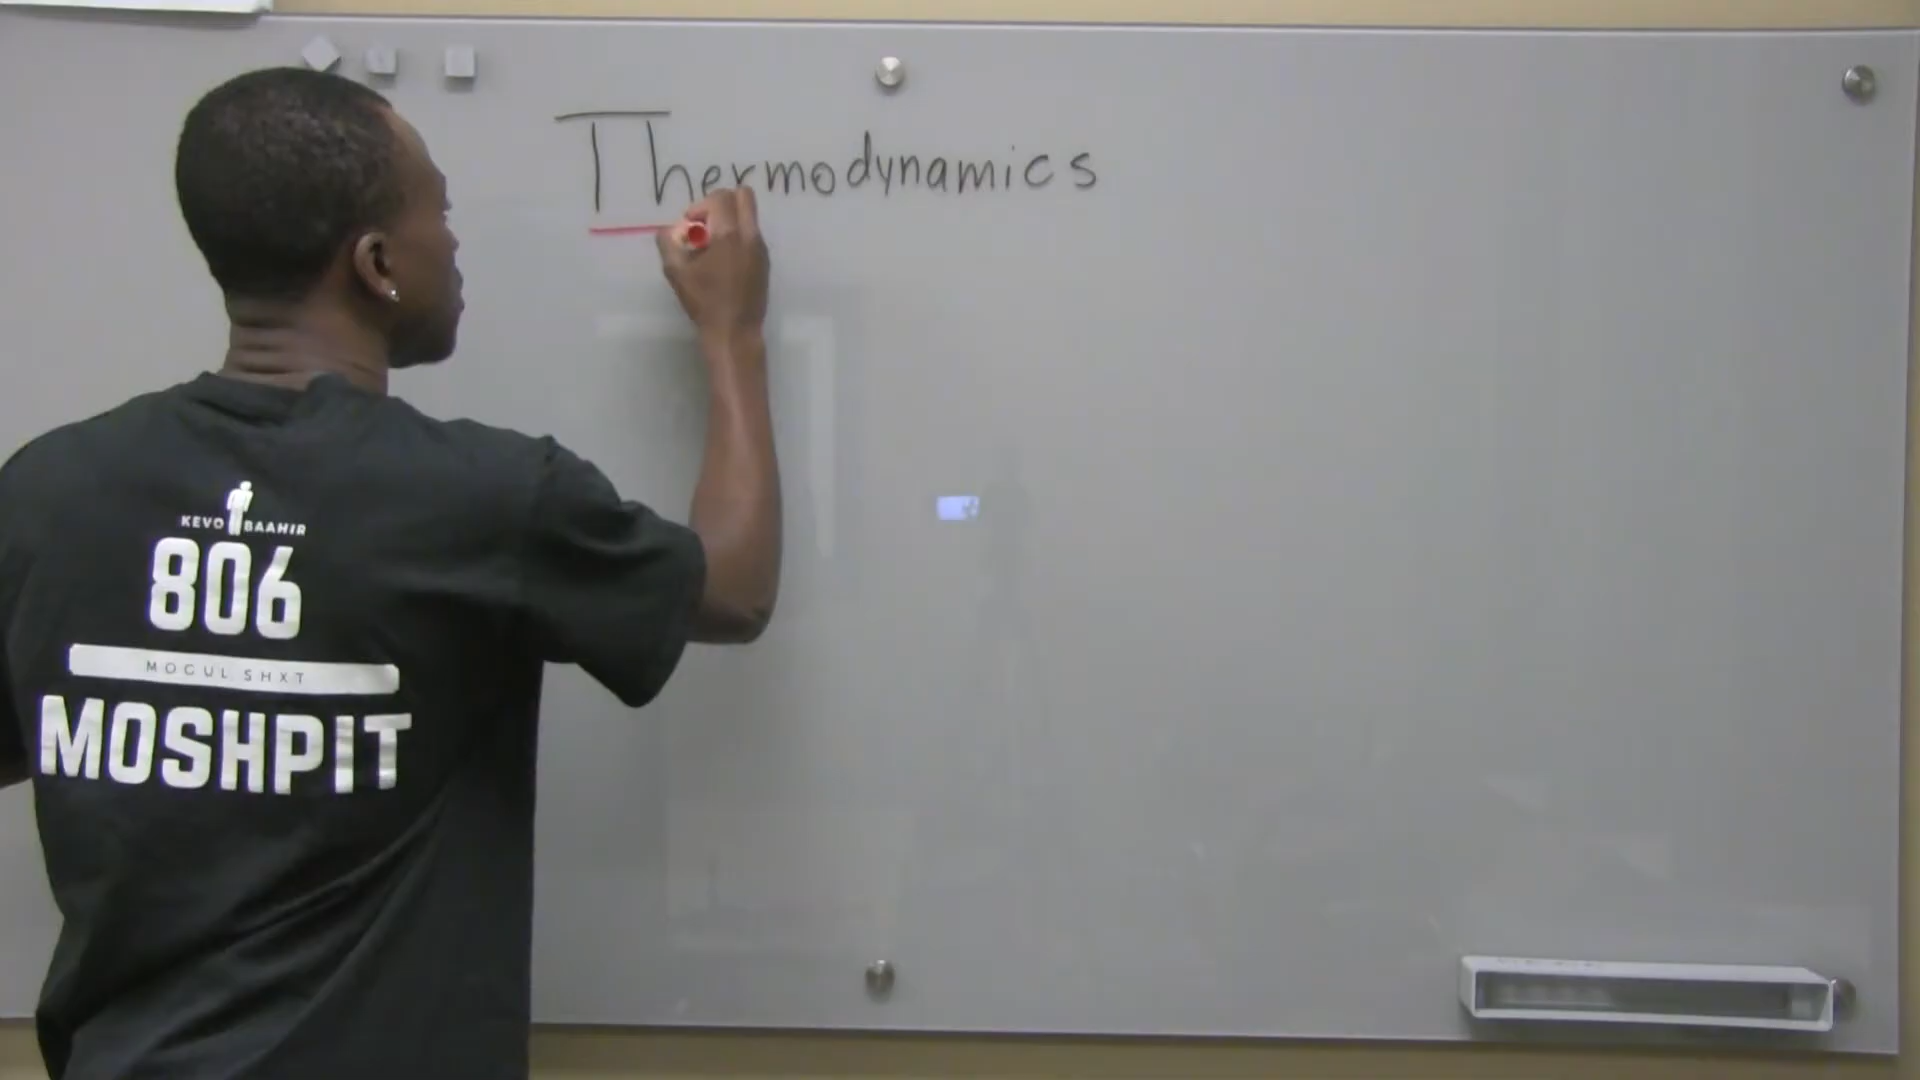 Thermodynamics
KEVO BAAHIR
806
MOGUL SHXT
MOSHPIT